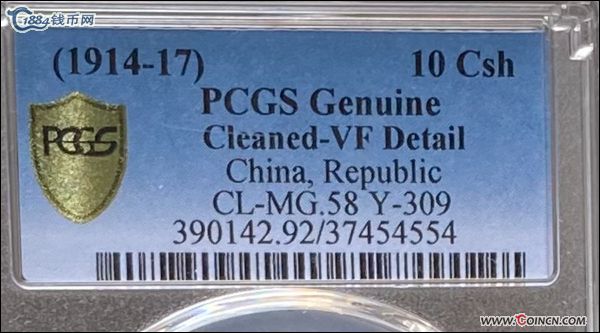 1884钱币网
(1914-17) 10 Csh
PCGS Genuine
PCGS
Cleaned-VF Detail
China, Republic
CL-MG.58 Y-309
390142.92/37454554
www.COINCN.com